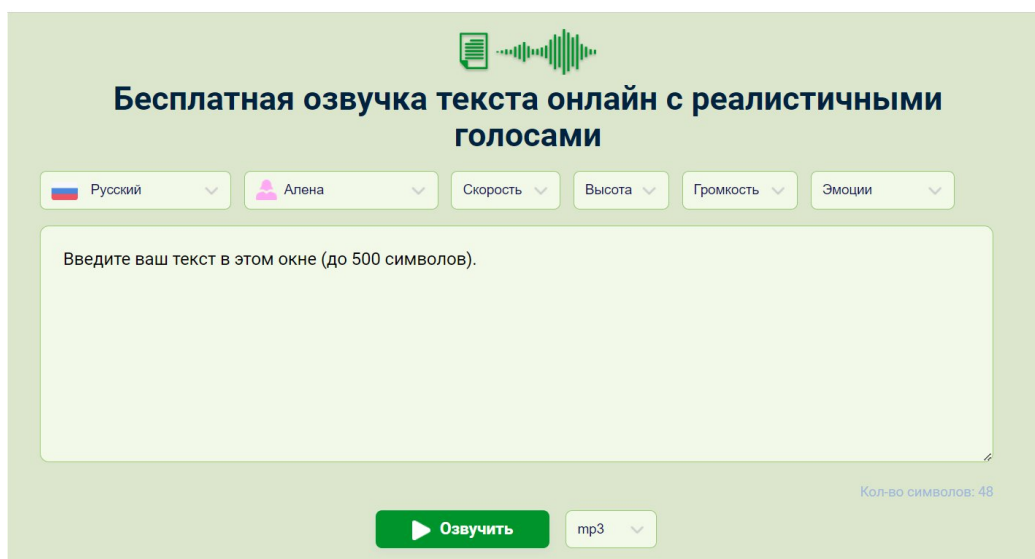 Бесплатная озвучка текста онлайн с реалистичными
голосами
Русский Алена Скорость Высота Громкость Эмоции
Введите ваш текст в этом окне (до 500 символов).
Кол-во символов: 48
Озвучить mp3